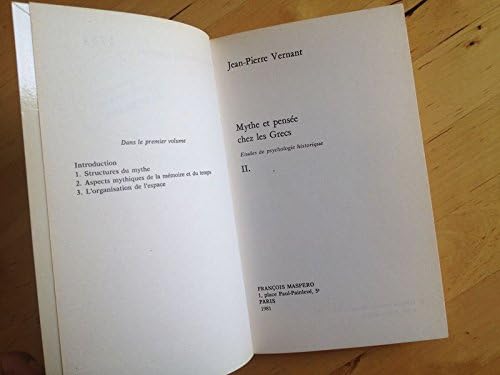 Dans le premier volume
Introduction
1. Structures du mythe
2. Aspects mythiques de la mémoire et du temps
3. L'organisation de l'espace
Jean-Pierre Vernant
Mythe et pensée
chez les Grecs
Etudes de psychologie historique
II.
FRANÇOIS MASPERO
1, place Paul-Painlevé, 5e
PARIS
1981